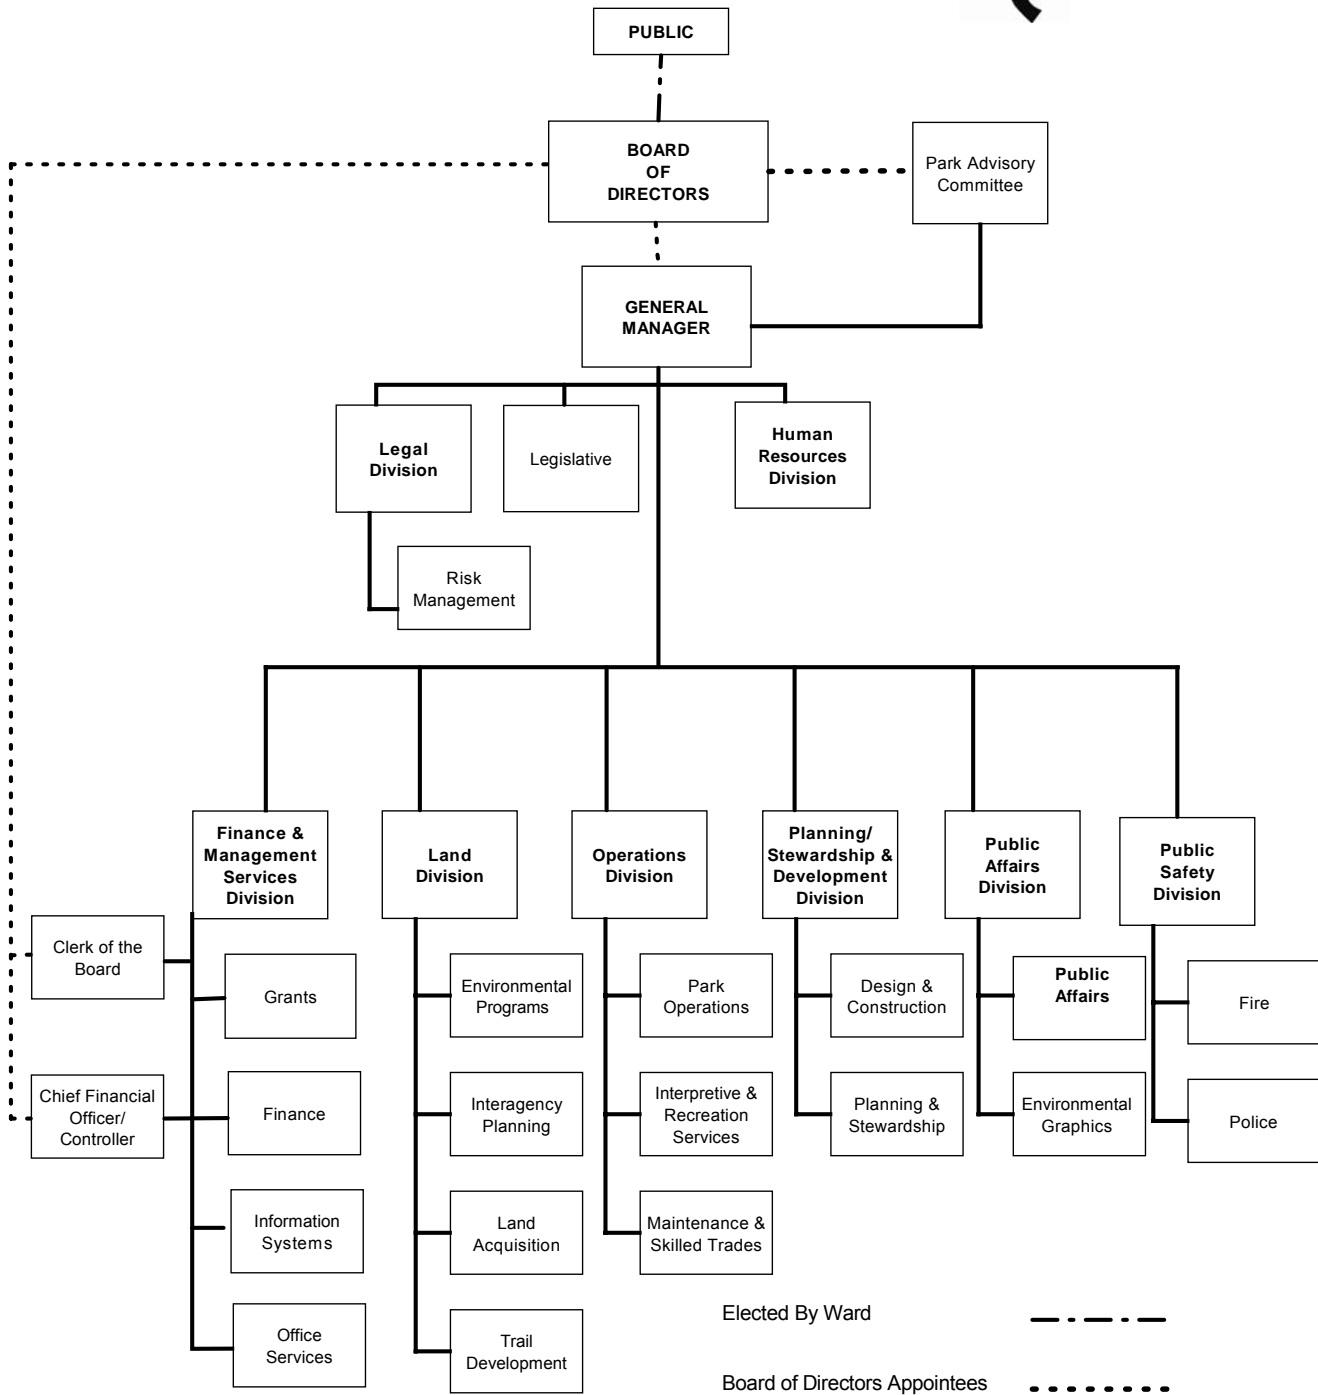 PUBLIC
BOARD
OF
DIRECTORS
Park Advisory
Committee
GENERAL
MANAGER
Legal
Division
Legislative
Human
Resources
Division
Risk
Management
Finance &
Management
Services
Division
Land
Division
Operations
Division
Planning/
Stewardship &
Development
Division
Public
Affairs
Division
Public
Safety
Division
Clerk of the
Board
Grants
Environmental
Programs
Park
Operations
Design &
Construction
Public
Affairs
Fire
Chief Financial
Officer/
Controller
Finance
Interagency
Planning
Interpretive &
Recreation
Services
Planning &
Stewardship
Environmental
Graphics
Police
Information
Systems
Land
Acquisition
Maintenance &
Skilled Trades
Office
Services
Trail
Development
Elected By Ward
Board of Directors Appointees